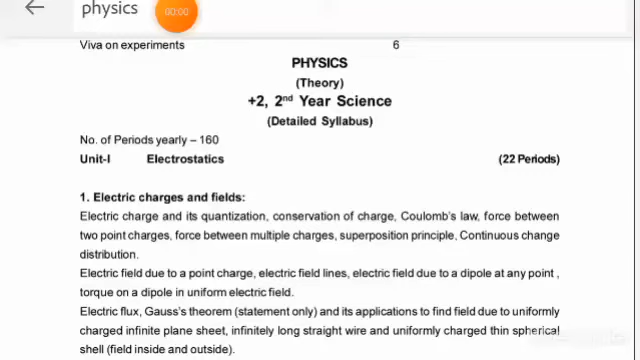 physics
00:00
Viva on experiments 6
PHYSICS
(Theory)
+2, 2nd Year Science
(Detailed Syllabus)
No. of Periods yearly – 160
Unit-I Electrostatics (22 Periods)
1. Electric charges and fields:
Electric charge and its quantization, conservation of charge, Coulomb's law, force between
two point charges, force between multiple charges, superposition principle, Continuous change
distribution.
Electric field due to a point charge, electric field lines, electric field due to a dipole at any point ,
torque on a dipole in uniform electric field.
Electric flux, Gauss's theorem (statement only) and its applications to find field due to uniformly
charged infinite plane sheet, infinitely long straight wire and uniformly charged thin spherical
shell (field inside and outside).